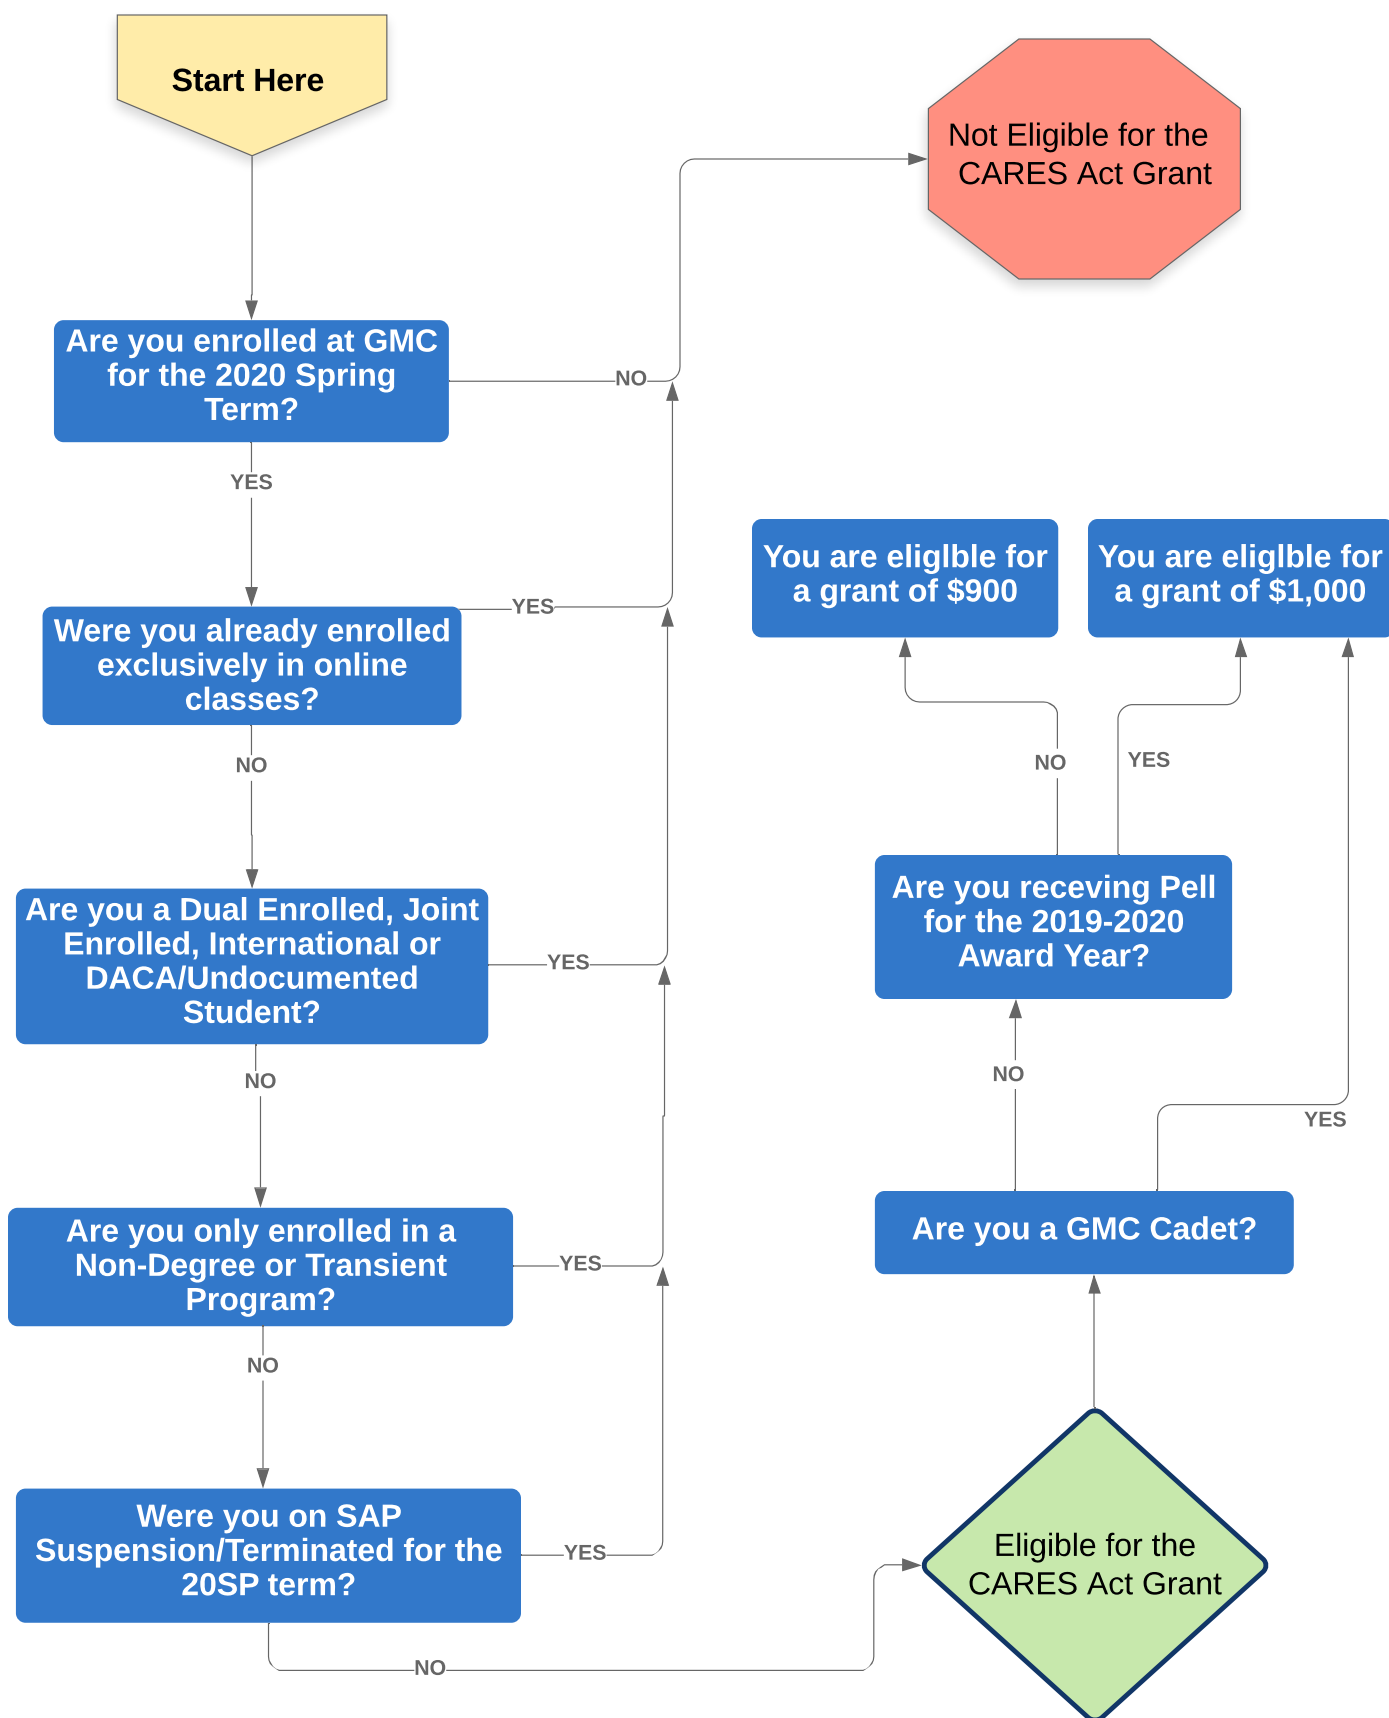 Start Here
Not Eligible for the
CARES Act Grant
Are you enrolled at GMC
for the 2020 Spring
Term?
NO
YES
Were you already enrolled
exclusively in online
classes?
YES
NO
Are you a Dual Enrolled, Joint
Enrolled, International or
DACA/Undocumented
Student?
YES
NO
Are you only enrolled in a
Non-Degree or Transient
Program?
YES
NO
Were you on SAP
Suspension/Terminated for the
20SP term?
YES
NO
Eligible for the
CARES Act Grant
Are you a GMC Cadet?
NO
YES
Are you receving Pell
for the 2019-2020
Award Year?
NO
YES
You are eliglble for
a grant of $900
You are eliglble for
a grant of $1,000